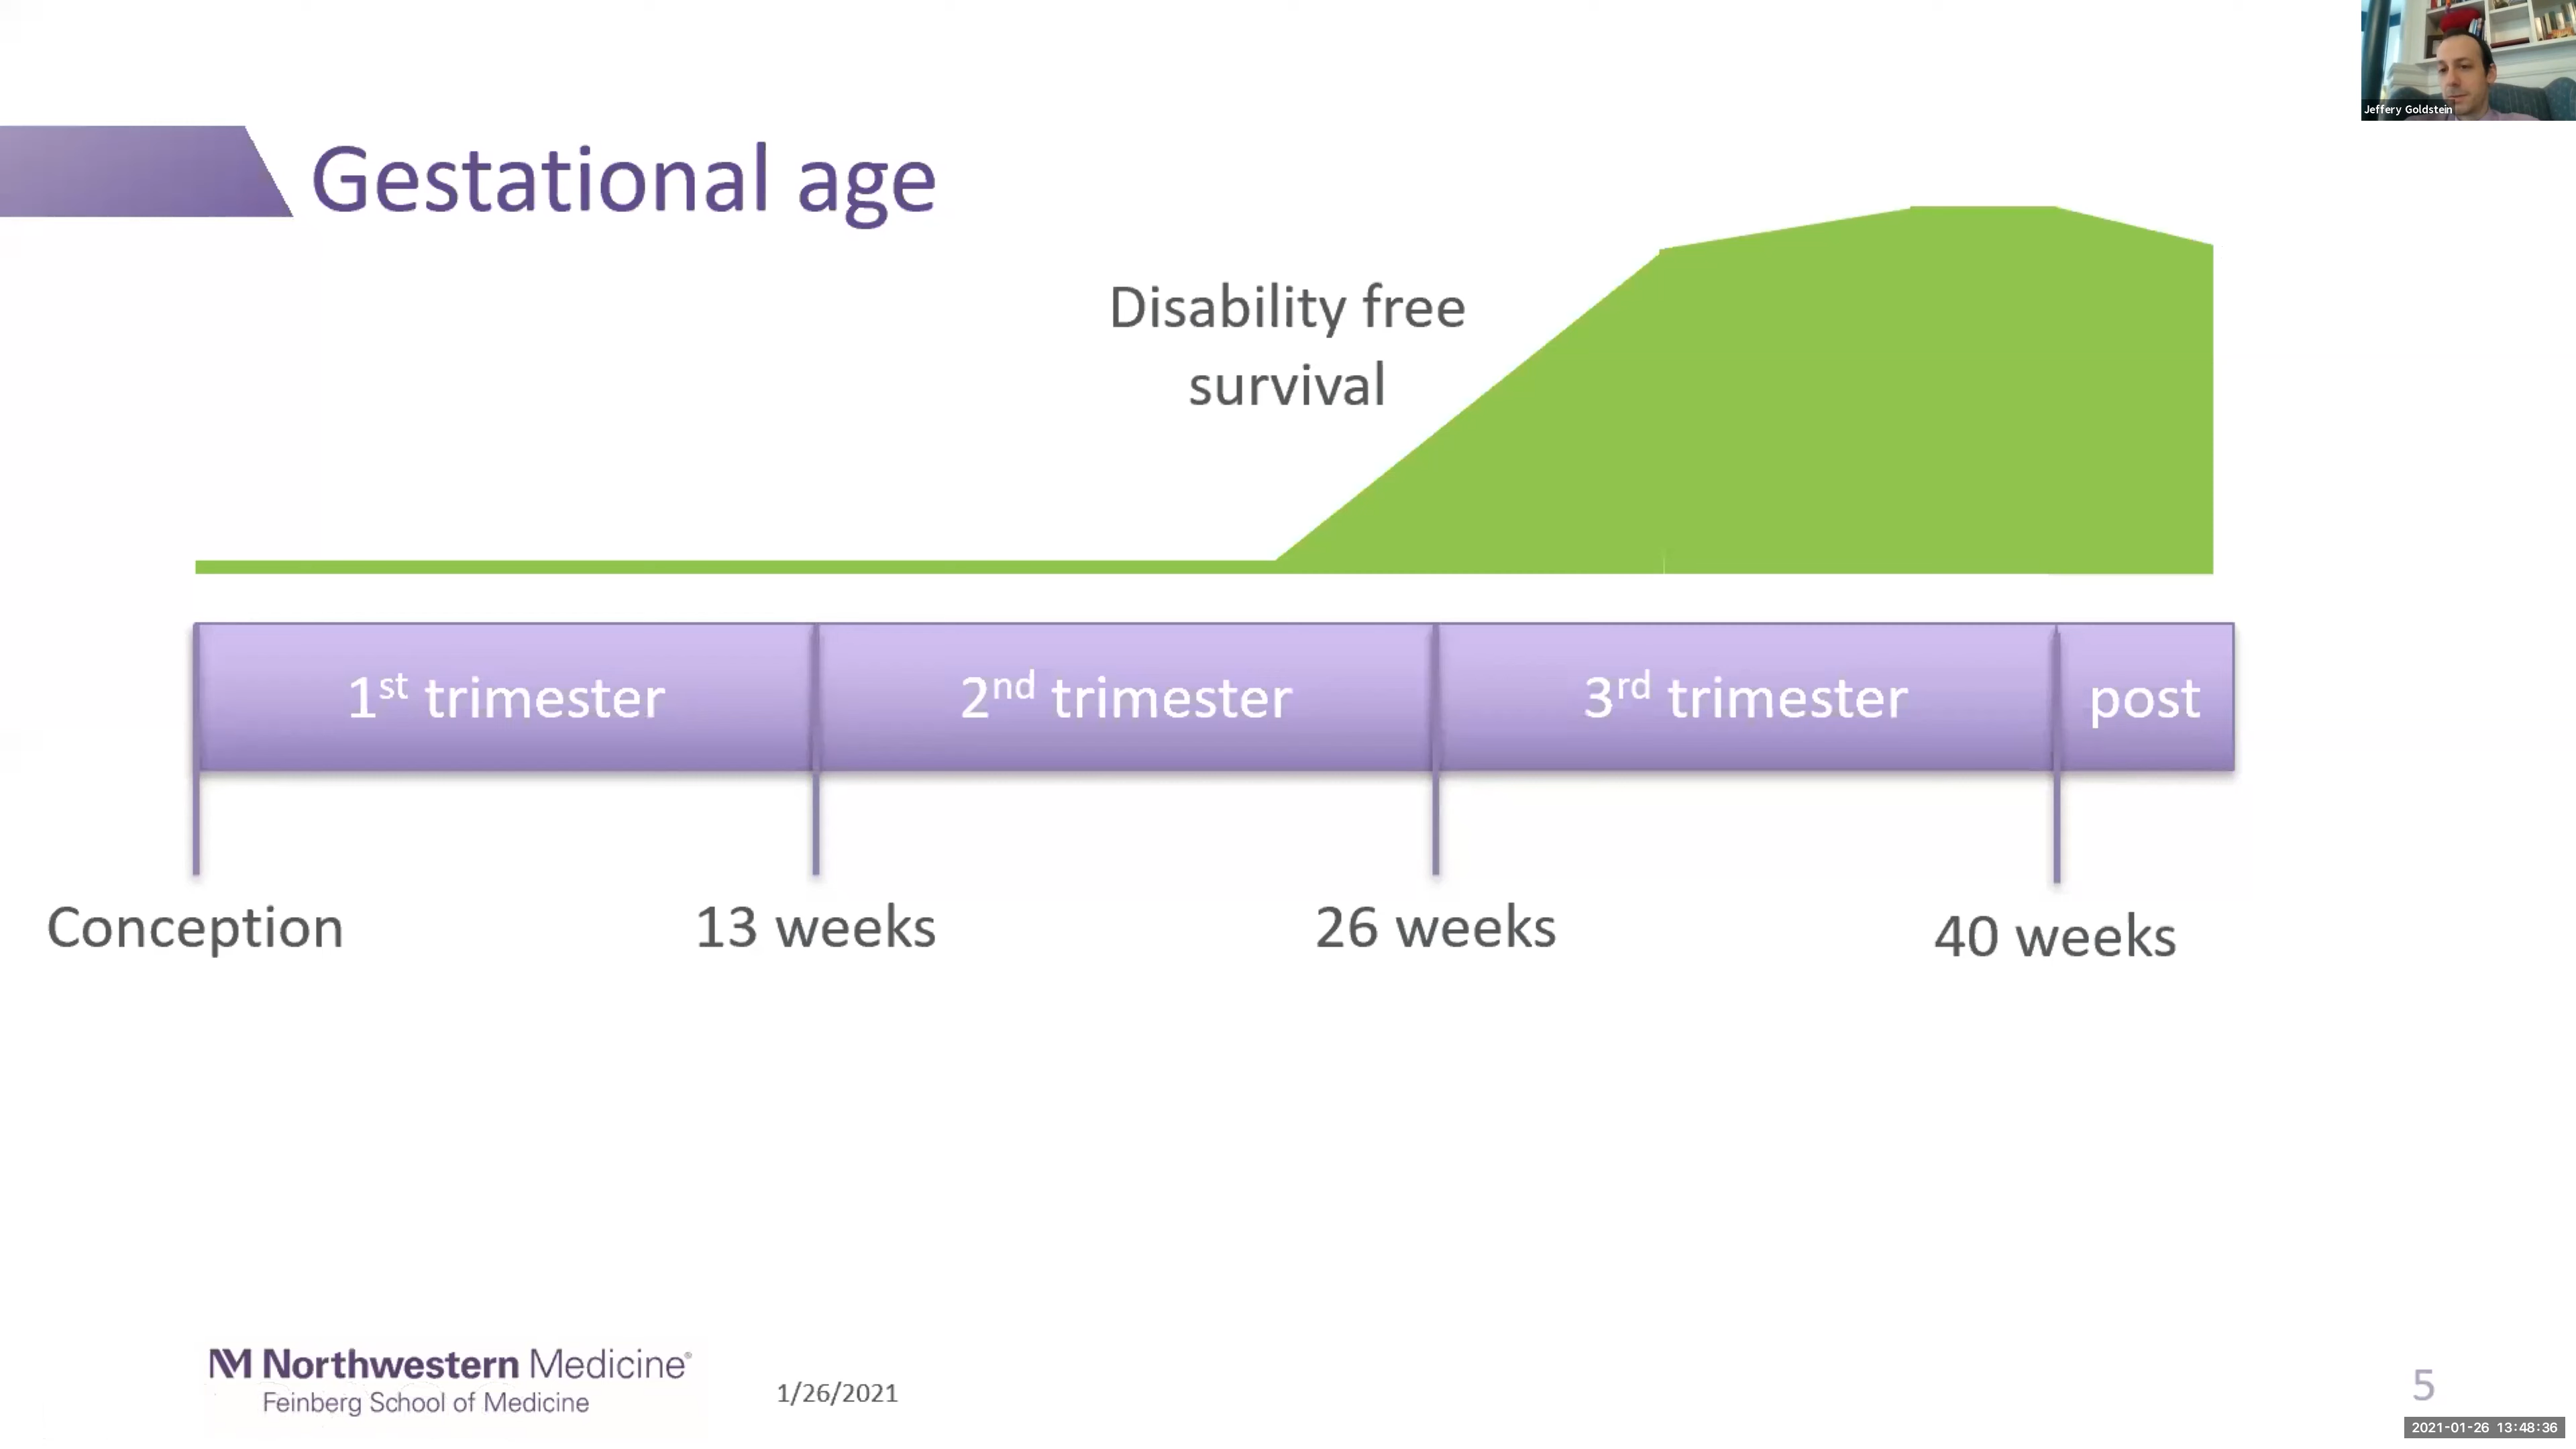 Jeffery Goldstein
Gestational age
Disability free
survival
1st trimester
2nd trimester
3rd trimester
post
Conception
13 weeks
26 weeks
40 weeks
NM Northwestern Medicine®
Feinberg School of Medicine
1/26/2021
5
2021-01-26 13:48:36